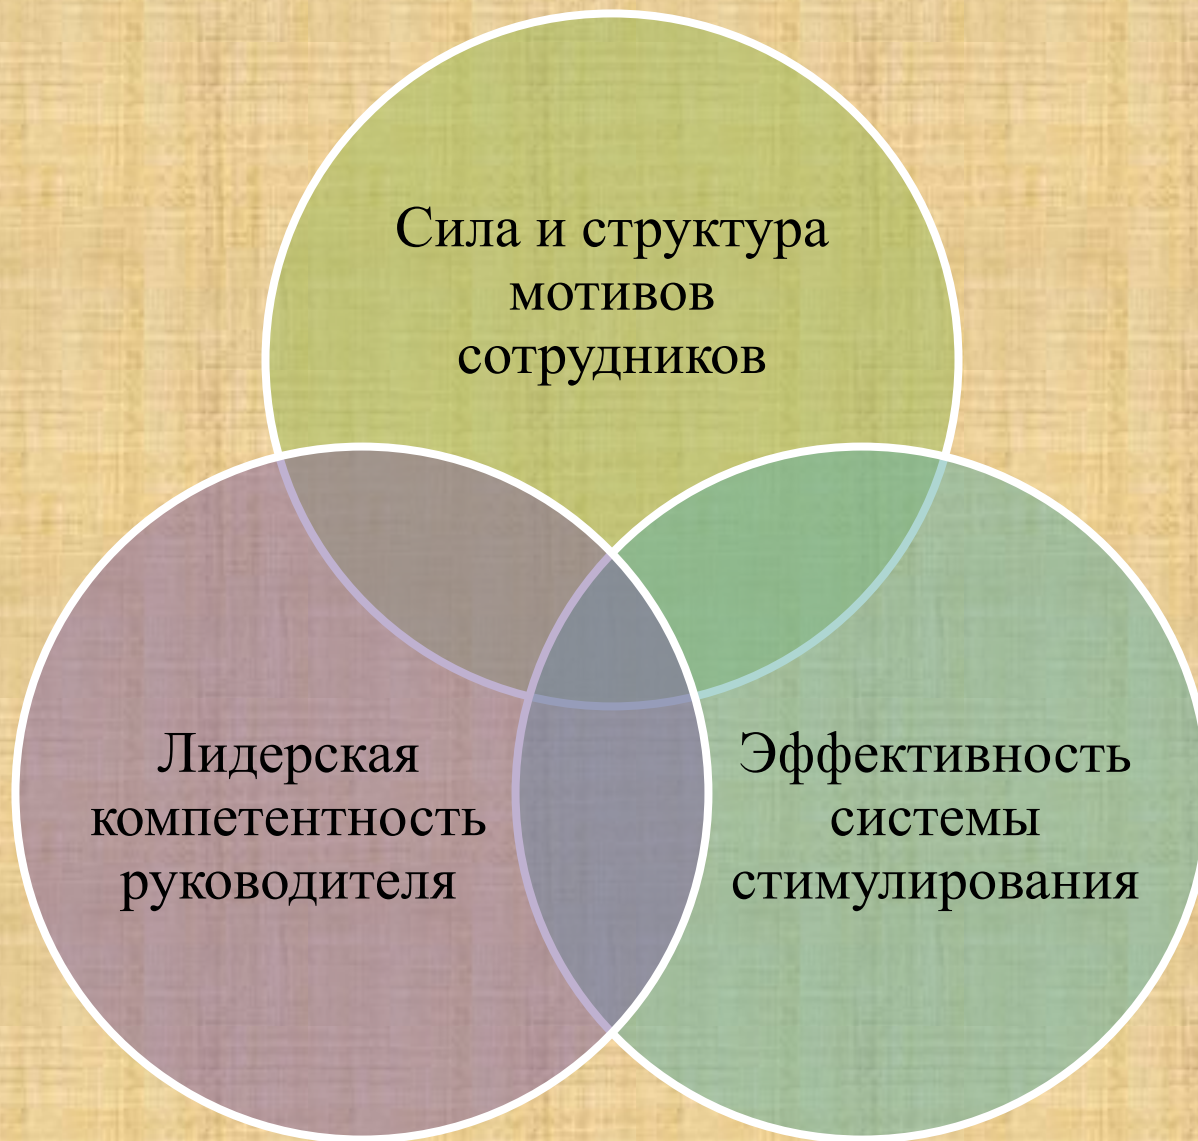 Сила и структура
мотивов
сотрудников
Лидерская
компетентность
руководителя
Эффективность
системы
стимулирования